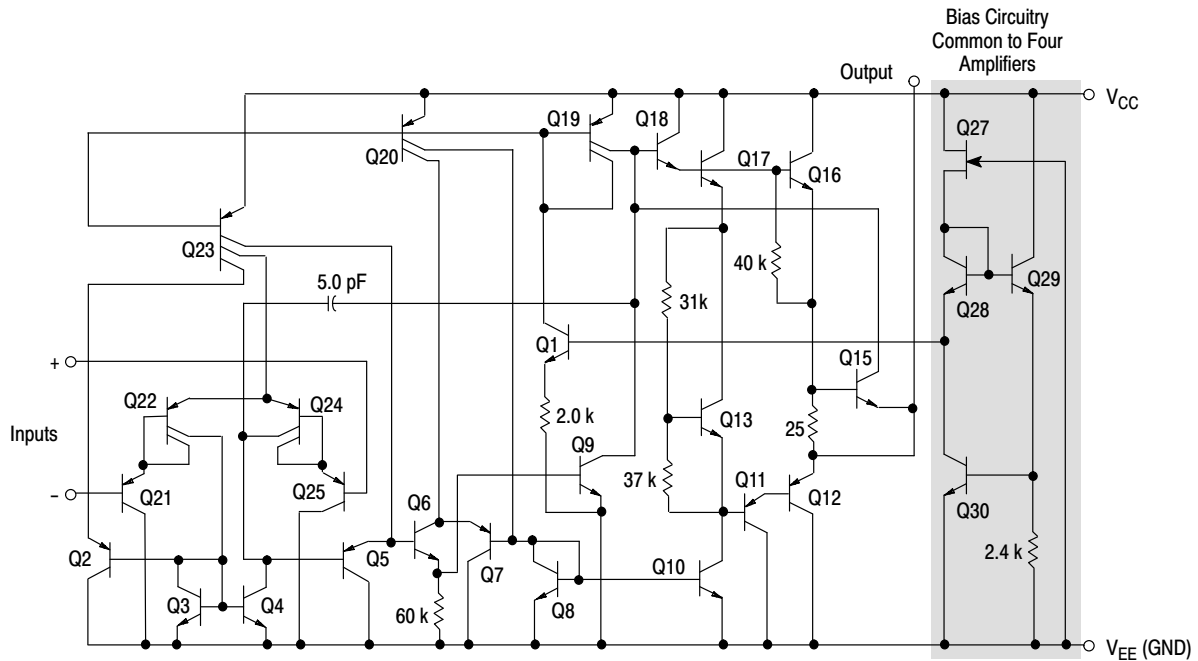 Bias Circuitry
Common to Four
Amplifiers
Output
VCC
Q19
Q18
Q27
Q20
Q17
Q16
Q23
40 k
5.0 pF
31k
Q28
Q29
Q1
Q15
+
Q22
Q24
2.0 k
Q13
25
Inputs
Q9
37 k
Q11
−
Q21
Q25
Q12
Q6
Q30
Q2
Q5
Q7
Q10
2.4 k
Q3
Q4
60 k
Q8
VEE (GND)